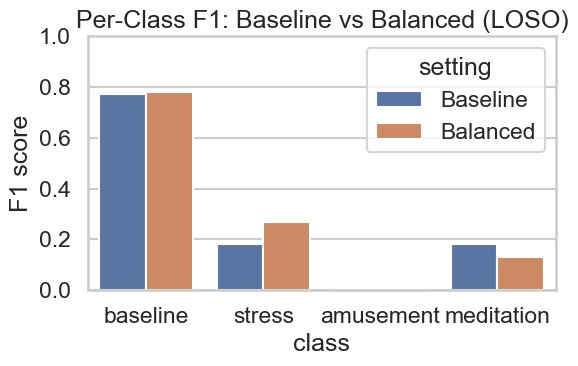 Per-Class F1: Baseline vs Balanced (LOSO)
1.0
0.8
0.6
0.4
0.2
0.0
F1 score
setting
Baseline
Balanced
baseline stress amusement meditation
class